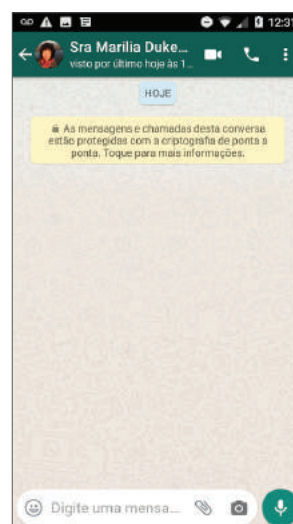 12:31
Sra Marilia Duke...
visto por último hoje às 1...
HOJE
As mensagens e chamadas desta conversa
estão protegidas com a criptografia de ponta a
ponta. Toque para mais informações.
Digite uma mensa...